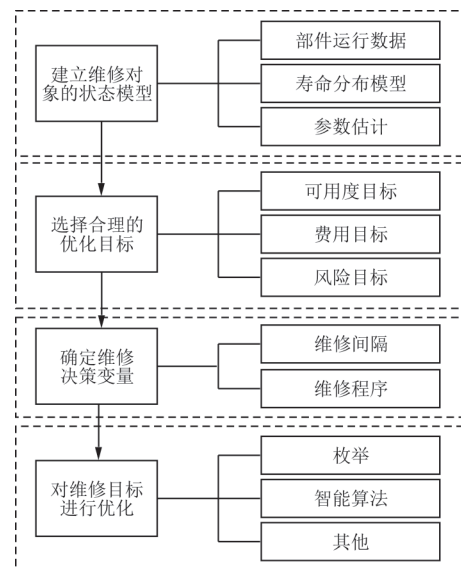 建立维修对
象的状态模型
部件运行数据
寿命分布模型
参数估计
选择合理的
优化目标
可用度目标
费用目标
风险目标
确定维修
决策变量
维修间隔
维修程序
对维修目标
进行优化
枚举
智能算法
其他